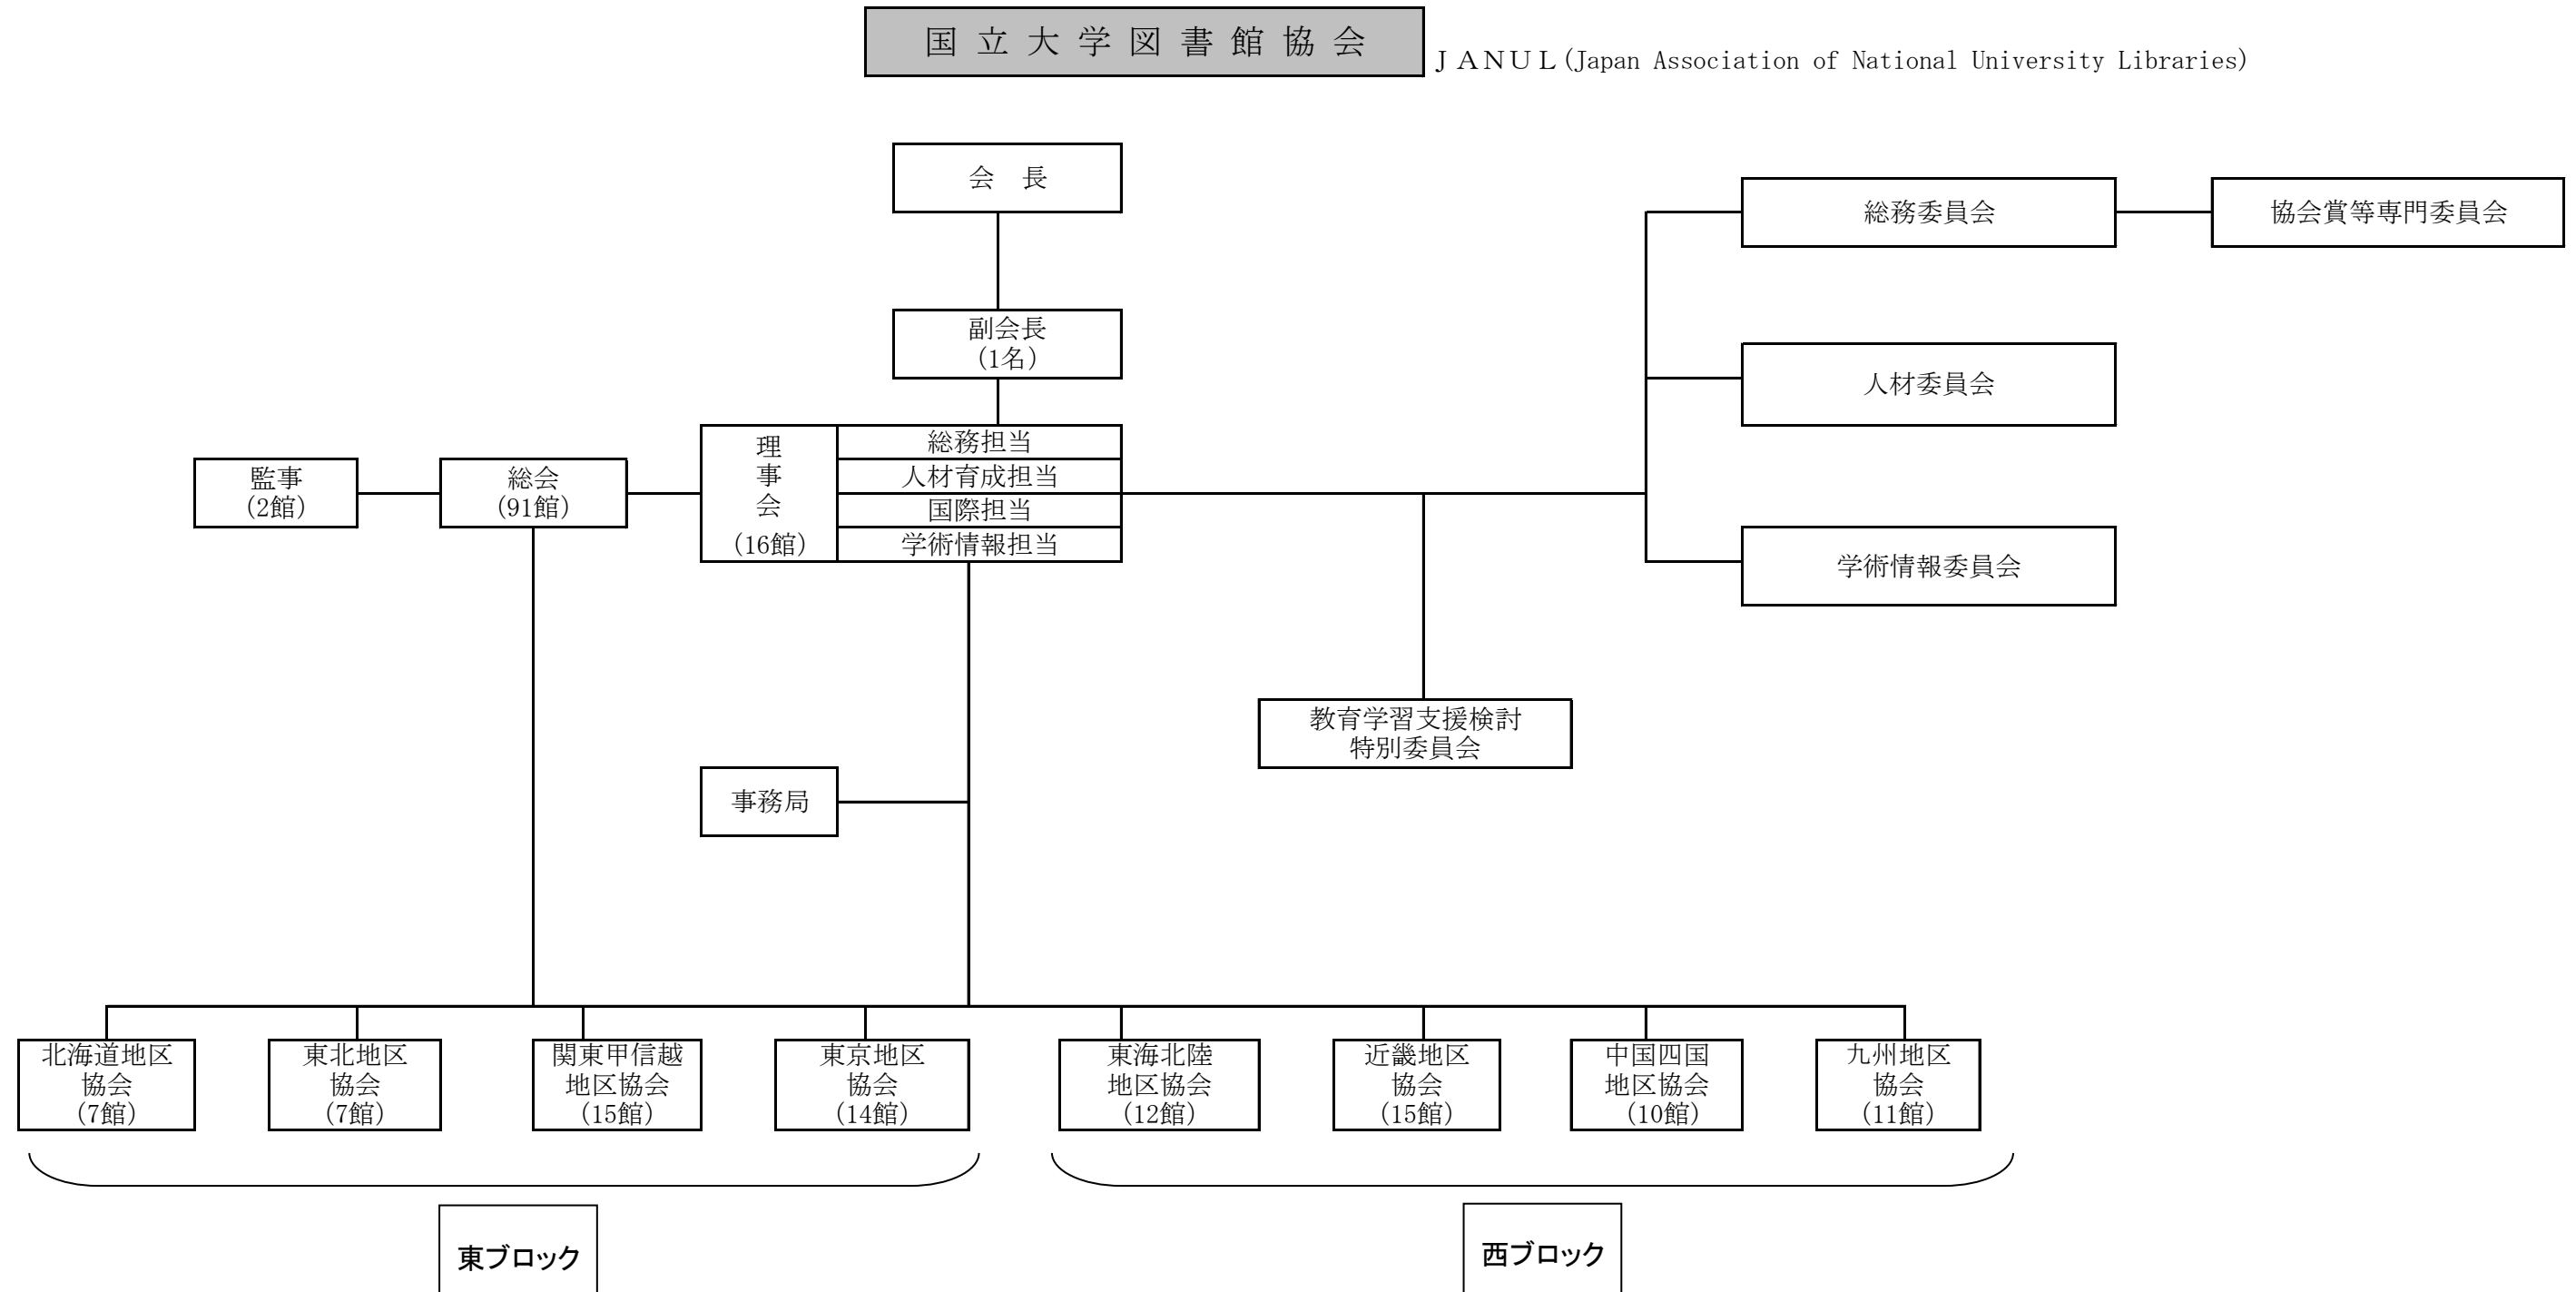 国立大学図書館協会
ＪＡＮＵＬ(Japan Association of National University Libraries)
会　長
副会長
(1名)
総務委員会
協会賞等専門委員会
人材委員会
学術情報委員会
監事
(2館)
総会
(91館)
理
事
会
(16館)
総務担当
人材育成担当
国際担当
学術情報担当
教育学習支援検討
特別委員会
事務局
北海道地区
協会
(7館)
東北地区
協会
(7館)
関東甲信越
地区協会
(15館)
東京地区
協会
(14館)
東海北陸
地区協会
(12館)
近畿地区
協会
(15館)
中国四国
地区協会
(10館)
九州地区
協会
(11館)
東ブロック
西ブロック